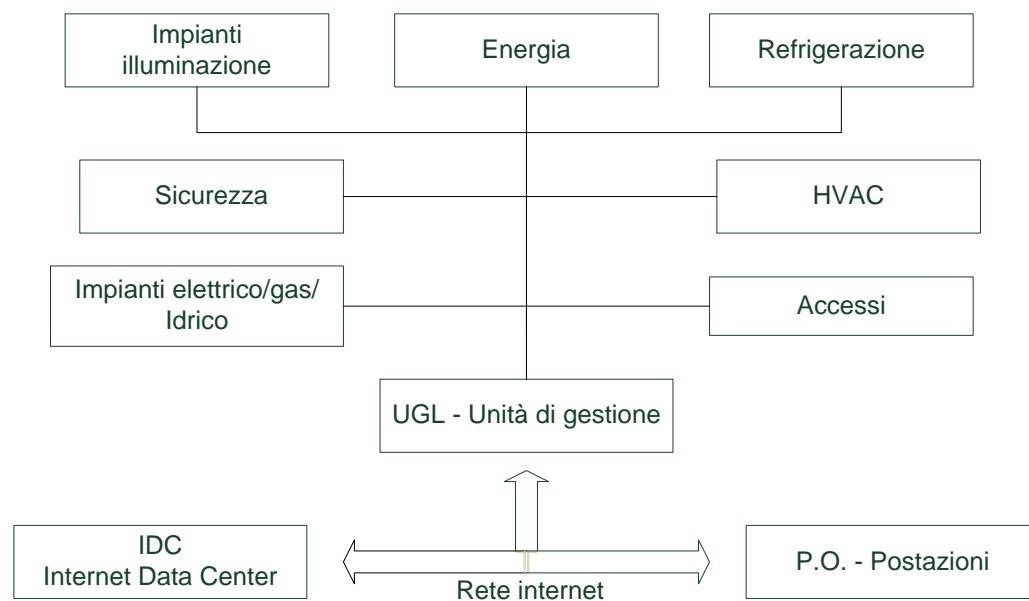 Impianti
illuminazione
Energia
Refrigerazione
Sicurezza
HVAC
Impianti elettrico/gas/
Idrico
Accessi
UGL - Unità di gestione
IDC
Internet Data Center
Rete internet
P.O. - Postazioni